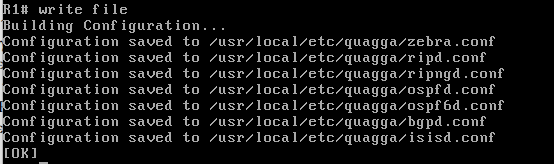 R1# write file
Building Configuration...
Configuration saved to /usr/local/etc/quagga/zebra.conf
Configuration saved to /usr/local/etc/quagga/ripd.conf
Configuration saved to /usr/local/etc/quagga/ripngd.conf
Configuration saved to /usr/local/etc/quagga/ospfd.conf
Configuration saved to /usr/local/etc/quagga/ospf6d.conf
Configuration saved to /usr/local/etc/quagga/bgpd.conf
Configuration saved to /usr/local/etc/quagga/isisd.conf
[OK]